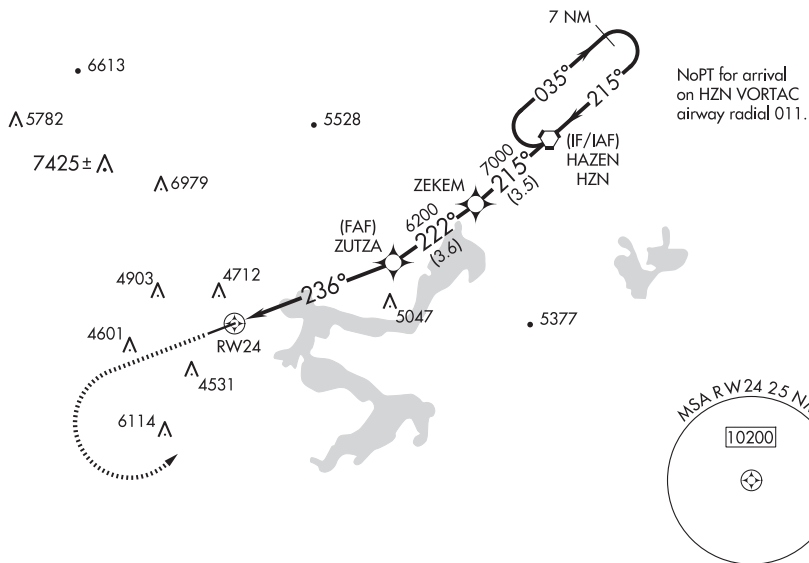 7 NM
6613
035°
215°
NoPT for arrival
on HZN VORTAC
airway radial 011.
5782
5528
7425±
(IF/IAF)
HAZEN
HZN
7000
215°
(3.5)
6979
ZEKEM
(FAF)
ZUTZA
6200
222°
(3.6)
4903
4712
236°
5047
5377
4601
RW24
4531
6114
MSA RW24 25 NM
10200